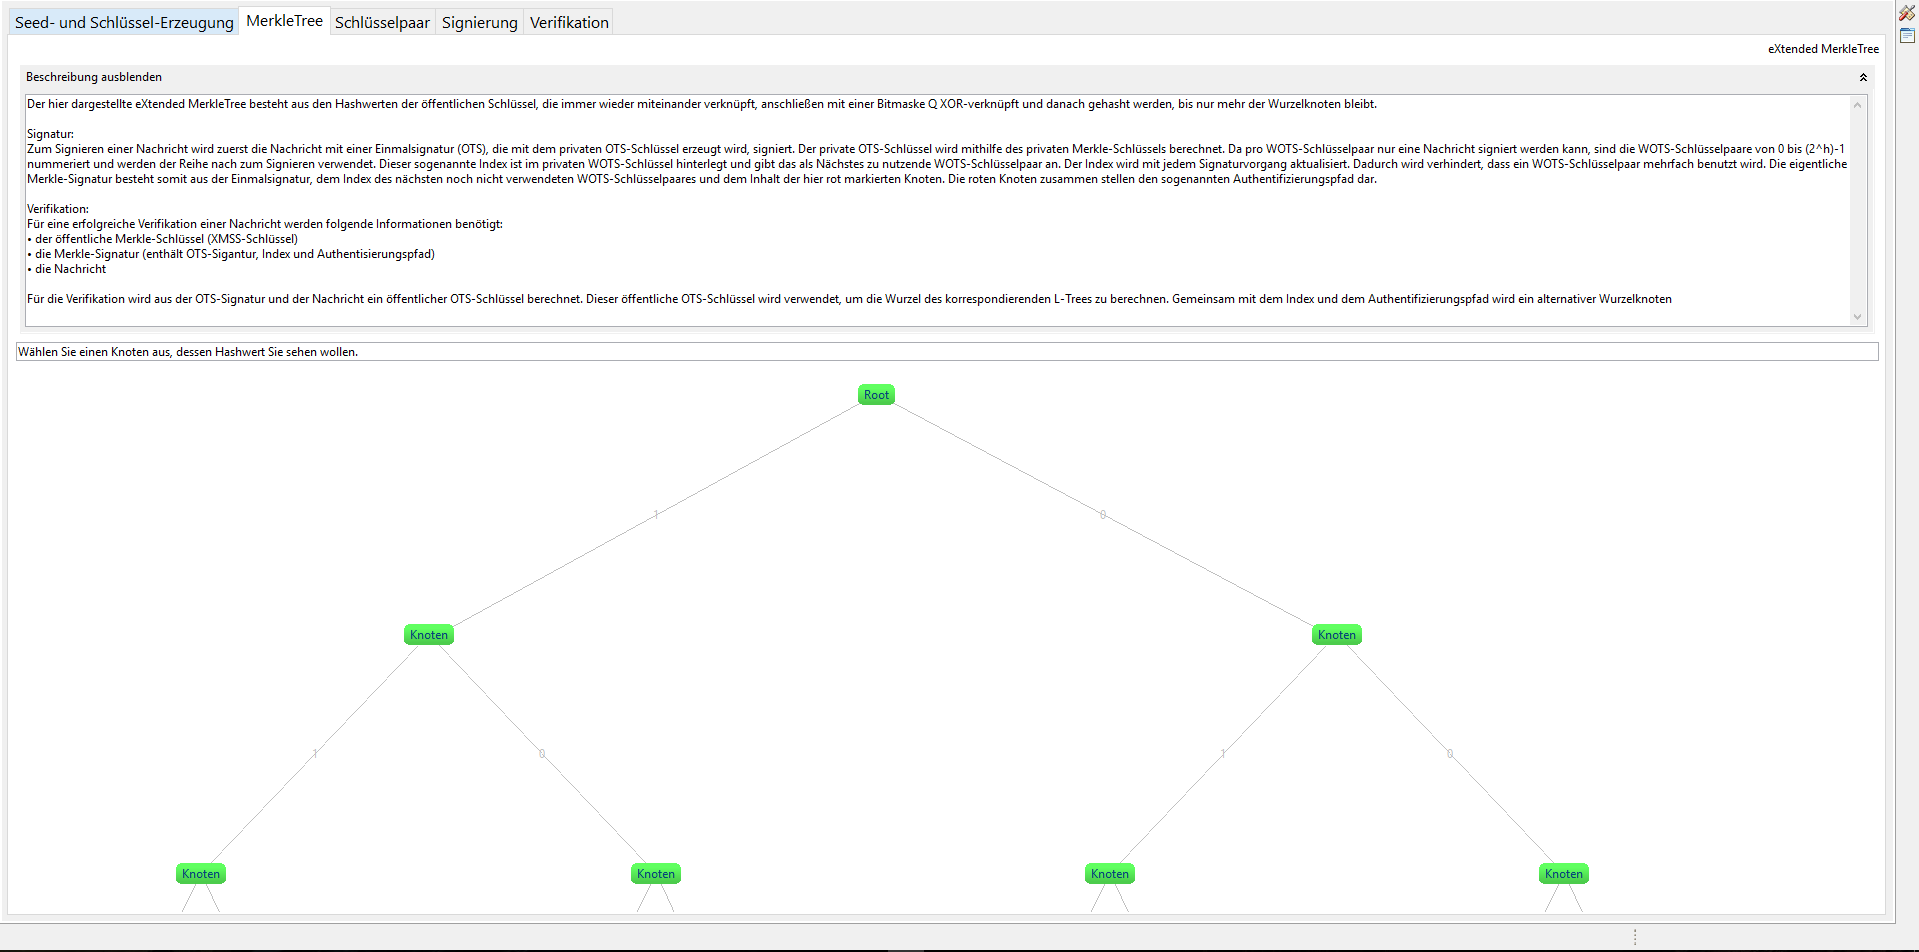 Seed- und Schlüssel-Erzeugung MerkleTree Schlüsselpaar Signierung Verifikation
eXtended MerkleTree
Beschreibung ausblenden
Der hier dargestellte eXtended MerkleTree besteht aus den Hashwerten der öffentlichen Schlüssel, die immer wieder miteinander verknüpft, anschließen mit einer Bitmaske Q XOR-verknüpft und danach gehasht werden, bis nur mehr der Wurzelknoten bleibt.
Signatur:
Zum Signieren einer Nachricht wird zuerst die Nachricht mit einer Einmalsignatur (OTS), die mit dem privaten OTS-Schlüssel erzeugt wird, signiert. Der private OTS-Schlüssel wird mithilfe des privaten Merkle-Schlüssels berechnet. Da pro WOTS-Schlüsselpaar nur eine Nachricht signiert werden kann, sind die WOTS-Schlüsselpaare von 0 bis (2^h)-1
nummeriert und werden der Reihe nach zum Signieren verwendet. Dieser sogenannte Index ist im privaten WOTS-Schlüssel hinterlegt und gibt das als Nächstes zu nutzende WOTS-Schlüsselpaar an. Der Index wird mit jedem Signaturvorgang aktualisiert. Dadurch wird verhindert, dass ein WOTS-Schlüsselpaar mehrfach benutzt wird. Die eigentliche
Merkle-Signatur besteht somit aus der Einmalsignatur, dem Index des nächsten noch nicht verwendeten WOTS-Schlüsselpaares und dem Inhalt der hier rot markierten Knoten. Die roten Knoten zusammen stellen den sogenannten Authentifizierungspfad dar.
Verifikation:
Für eine erfolgreiche Verifikation einer Nachricht werden folgende Informationen benötigt:
• der öffentliche Merkle-Schlüssel (XMSS-Schlüssel)
• die Merkle-Signatur (enthält OTS-Sigantur, Index und Authentisierungspfad)
• die Nachricht
Für die Verifikation wird aus der OTS-Signatur und der Nachricht ein öffentlicher OTS-Schlüssel berechnet. Dieser öffentliche OTS-Schlüssel wird verwendet, um die Wurzel des korrespondierenden L-Trees zu berechnen. Gemeinsam mit dem Index und dem Authentifizierungspfad wird ein alternativer Wurzelknoten
Wählen Sie einen Knoten aus, dessen Hashwert Sie sehen wollen.
Root
1 0
Knoten Knoten
1 0 1 0
Knoten Knoten Knoten Knoten